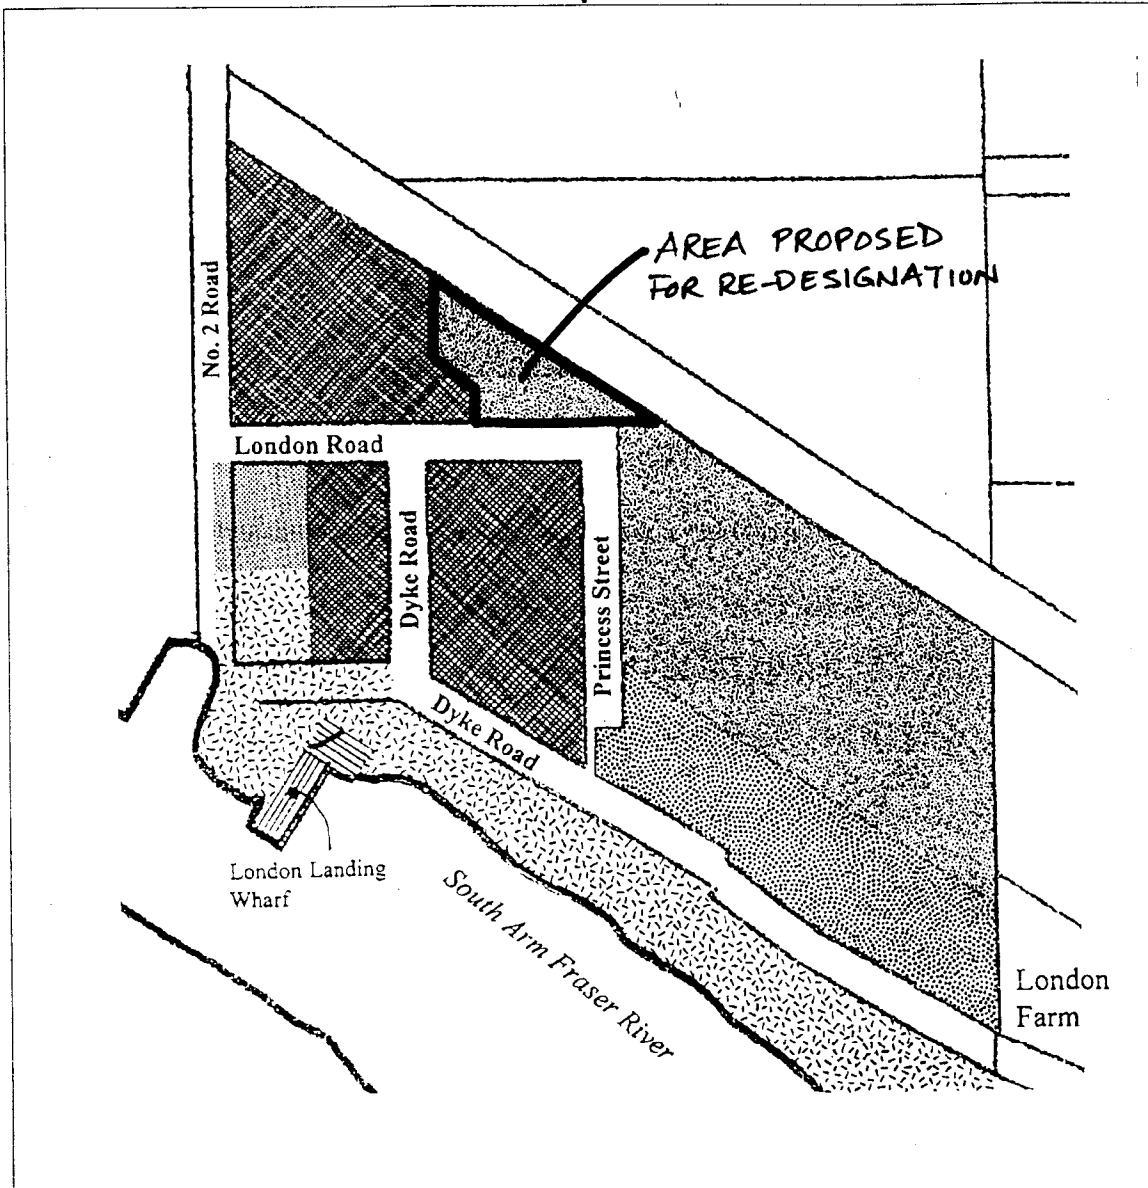 AREA PROPOSED
FOR RE-DESIGNATION
No. 2 Road
London Road
Dyke Road
Princess Street
Dyke Road
London Landing
Wharf
South Arm Fraser River
London
Farm